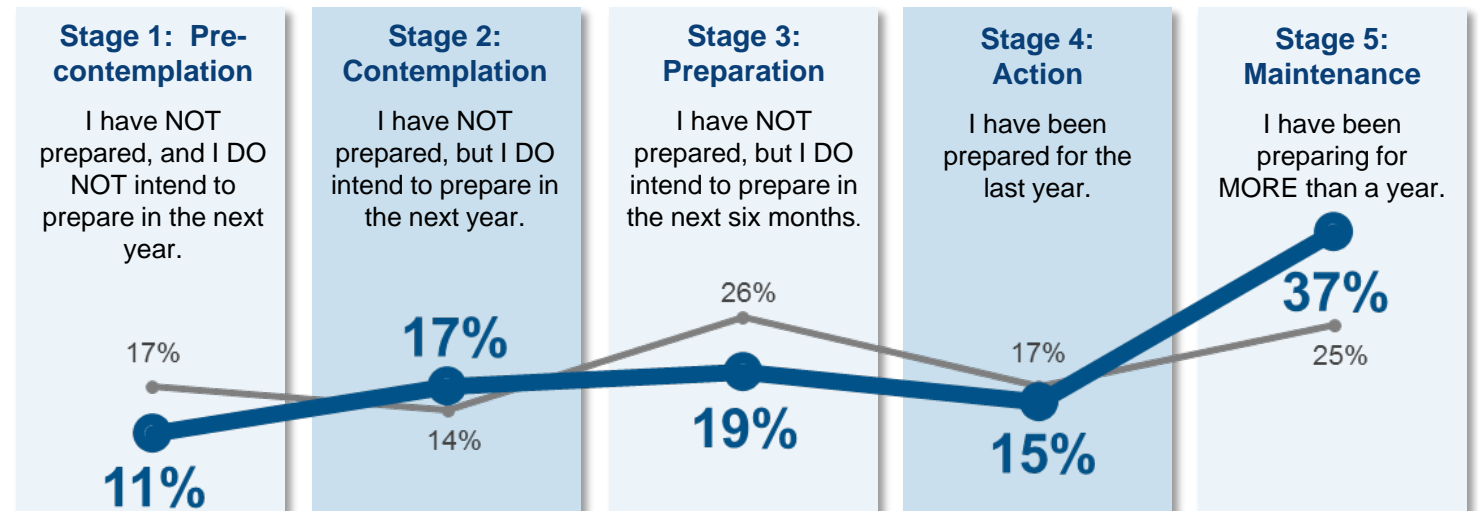 Stage 1:  Pre-
contemplation
I have NOT
prepared, and I DO
NOT intend to
prepare in the next
year.
17%
11%
Stage 2:
Contemplation
I have NOT
prepared, but I DO
intend to prepare in
the next year.
17%
14%
Stage 3:
Preparation
I have NOT
prepared, but I DO
intend to prepare in
the next six months.
26%
19%
Stage 4:
Action
I have been
prepared for the
last year.
17%
15%
Stage 5:
Maintenance
I have been
preparing for
MORE than a year.
37%
25%